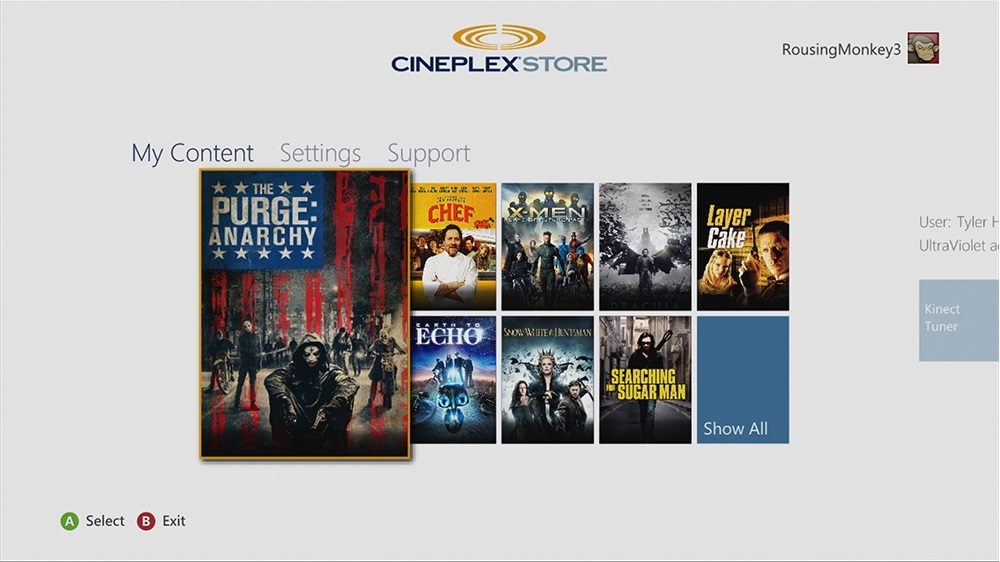 CINEPLEX STORE
RousingMonkey3
My Content Settings Support
THE
PURGE:
ANARCHY
CHEF
X-MEN
Layer
Cake
User: Tyler H
UltraViolet a
Kinect
Tuner
EARTH TO
ECHO
SNOW WHITE & THE HUNTSMAN
SEARCHING
FOR SUGAR MAN
Show All
A Select B Exit